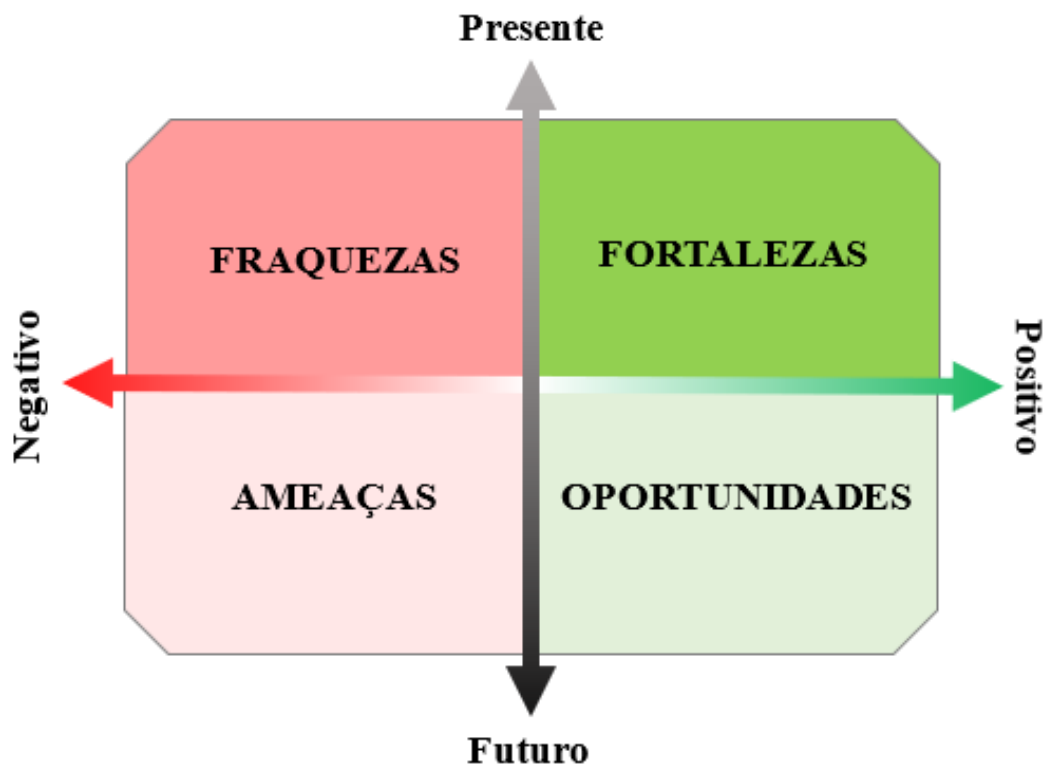 Presente
FRAQUEZAS
FORTALEZAS
Negativo
Positivo
AMEAÇAS
OPORTUNIDADES
Futuro